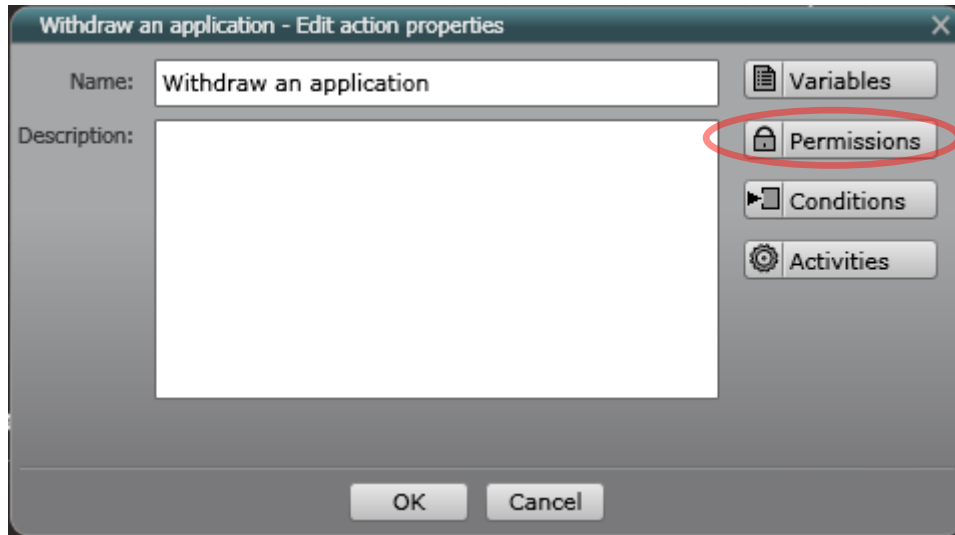 Withdraw an application - Edit action properties
Name:
Withdraw an application
Variables
Description:
Permissions
Conditions
Activities
OK
Cancel